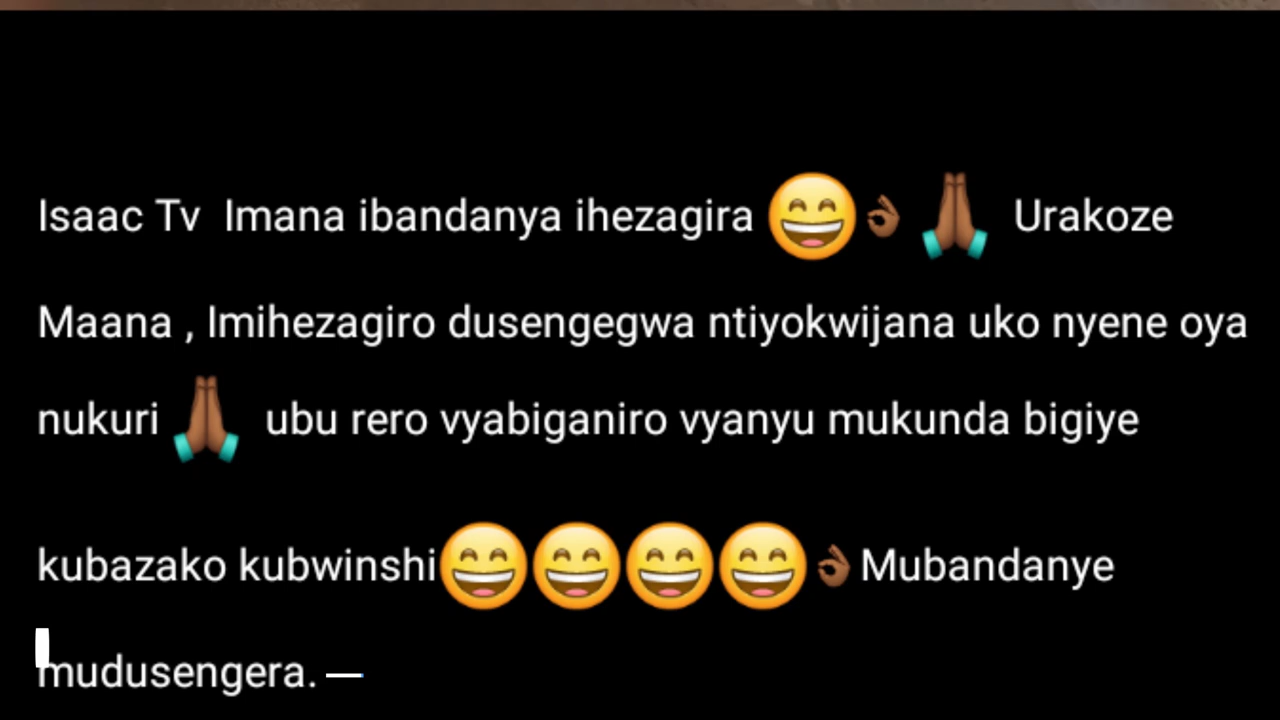 Isaac Tv  Imana ibandanya ihezagira 😄👌🏾🙏🏾  Urakoze
Maana , Imihezagiro dusengegwa ntiyokwijana uko nyene oya
nukuri 🙏🏾  ubu rero vyabiganiro vyanyu mukunda bigiye
kubazako kubwinshi😄😄😄😄👌🏾Mubandanye
mudusengera. —